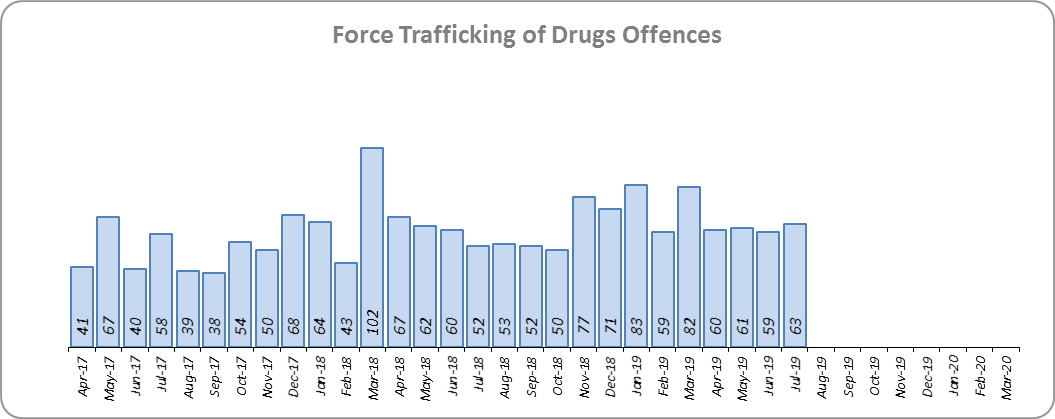 Force Trafficking of Drugs Offences
41 67 40 58 39 38 54 50 68 64 43 102 67 62 60 52 53 52 50 77 71 83 59 82 60 61 59 63
Apr-17 May-17 Jun-17 Jul-17 Aug-17 Sep-17 Oct-17 Nov-17 Dec-17 Jan-18 Feb-18 Mar-18 Apr-18 May-18 Jun-18 Jul-18 Aug-18 Sep-18 Oct-18 Nov-18 Dec-18 Jan-19 Feb-19 Mar-19 Apr-19 May-19 Jun-19 Jul-19 Aug-19 Sep-19 Oct-19 Nov-19 Dec-19 Jan-20 Feb-20 Mar-20